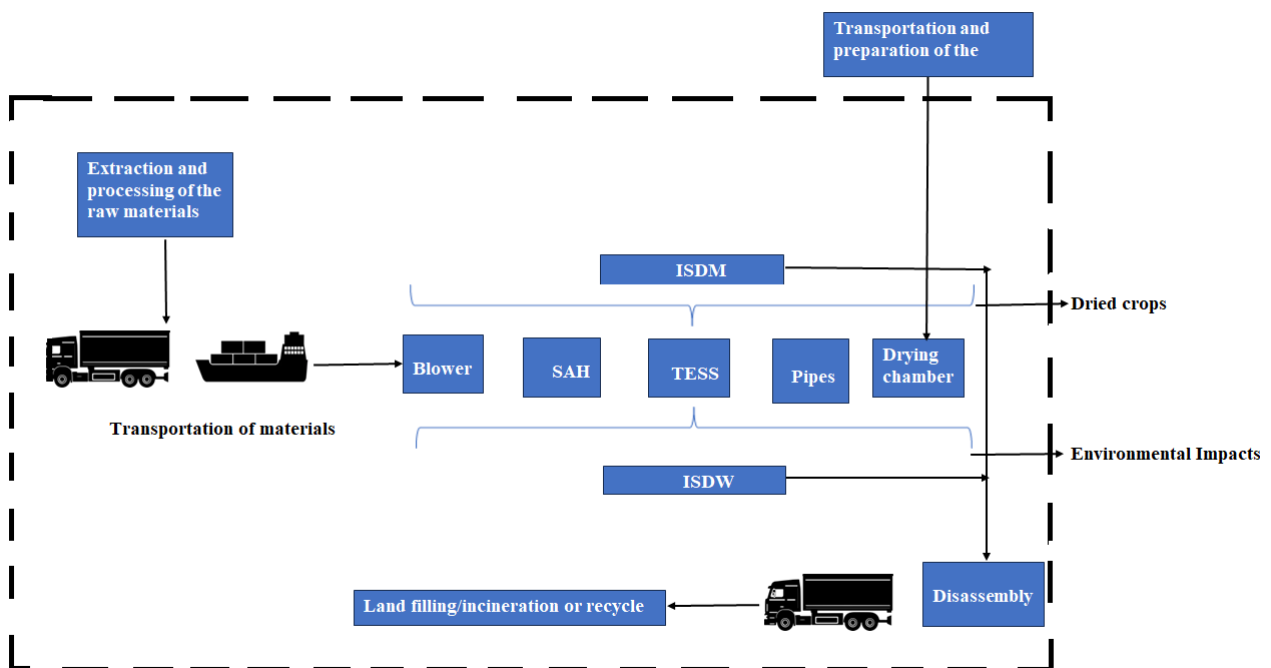 Transportation and
preparation of the
Extraction and
processing of the
raw materials
ISDM
Dried crops
Blower
SAH
TESS
Pipes
Drying
chamber
Transportation of materials
Environmental Impacts
ISDW
Land filling/incineration or recycle
Disassembly